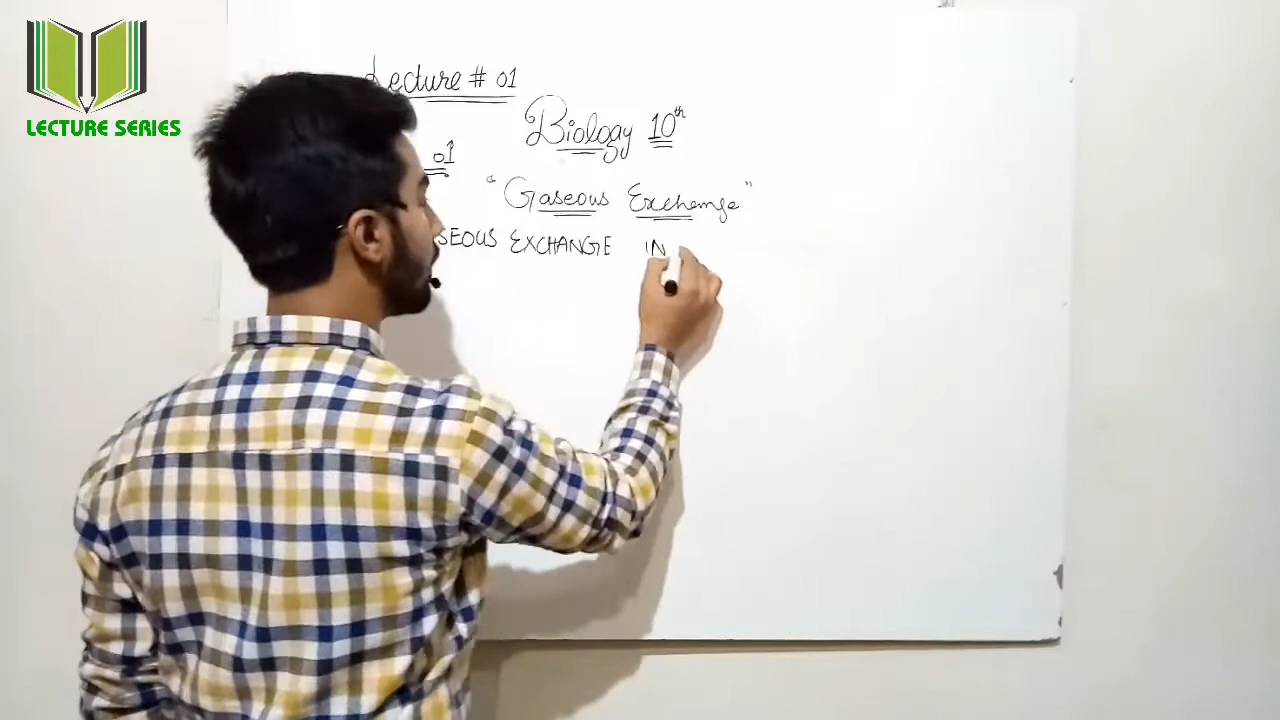 LECTURE SERIES
Lecture # 01
Biology 10th
01
"Gaseous Exchange"
SEOUS EXCHANGE IN